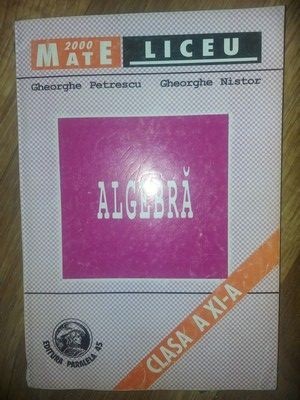 2000
MATE LICEU
Gheorghe Petrescu Gheorghe Nistor
ALGEBRĂ
CLASA A XI-A
EDITURA PARALELA 45